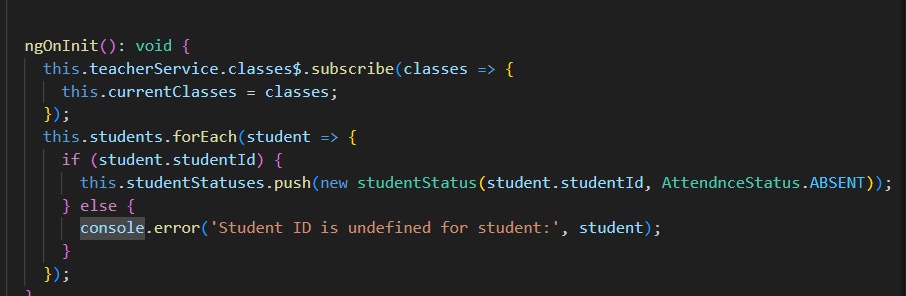 ngOnInit(): void {
this.teacherService.classes$.subscribe(classes => {
this.currentClasses = classes;
});
this.students.forEach(student => {
if (student.studentId) {
this.studentStatuses.push(new studentStatus(student.studentId, AttendnceStatus.ABSENT));
} else {
console.error('Student ID is undefined for student:', student);
}
});
}